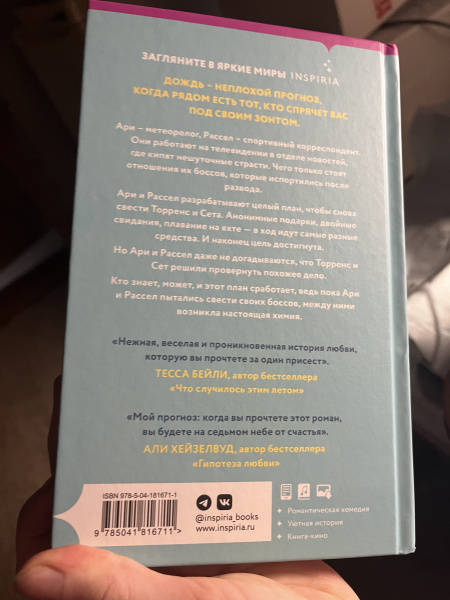 ЗАГЛЯНИТЕ В ЯРКИЕ МИРЫ INSPIRIA
ДОЖДЬ – НЕПЛОХОЙ ПРОГНОЗ,
КОГДА РЯДОМ ЕСТЬ ТОТ, КТО СПРЯЧЕТ ВАС
ПОД СВОИМ ЗОНТОМ.
Ари – метеоролог, Рассел – спортивный корреспондент.
Они работают на телевидении в отделе новостей,
где кипят нешуточные страсти. Чего только стоят
отношения их боссов, которые испортились после
развода.
Ари и Рассел разрабатывают целый план, чтобы снова
свести Торренс и Сета. Анонимные подарки, двойные
свидания, плавание на яхте — в ход идут самые разные
средства. И наконец цель достигнута.
Но Ари и Рассел даже не догадываются, что Торренс и
Сет решили провернуть похожее дело.
Кто знает, может, и этот план сработает, ведь пока Ари
и Рассел пытались свести своих боссов, между ними
возникла настоящая химия.
«Нежная, веселая и проникновенная история любви,
которую вы прочтете за один присест».
ТЕССА БЕЙЛИ, автор бестселлера
«Что случилось этим летом»
«Мой прогноз: когда вы прочтете этот роман,
вы будете на седьмом небе от счастья».
АЛИ ХЕЙЗЕЛВУД, автор бестселлера
«Гипотеза любви»
ISBN 978-5-04-181671-1
9 785041 816711 >
@inspiria_books
www.inspiria.ru
Романтическая комедия
Уютная история
Книга-кино